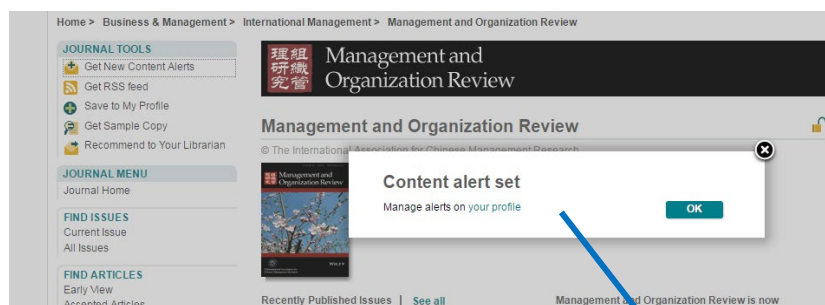 Home > Business & Management > International Management > Management and Organization Review
JOURNAL TOOLS
Get New Content Alerts
Get RSS feed
Save to My Profile
Get Sample Copy
Recommend to Your Librarian
JOURNAL MENU
Journal Home
FIND ISSUES
Current Issue
All Issues
FIND ARTICLES
Early View
Accepted Articles
理組
研織
究管
Management and
Organization Review
Management and Organization Review
© The International Association for Chinese Management Research
Management and
Organization Review
WILEY
Content alert set
Manage alerts on your profile
OK
Recently Published Issues | See all
Management and Organization Review is now